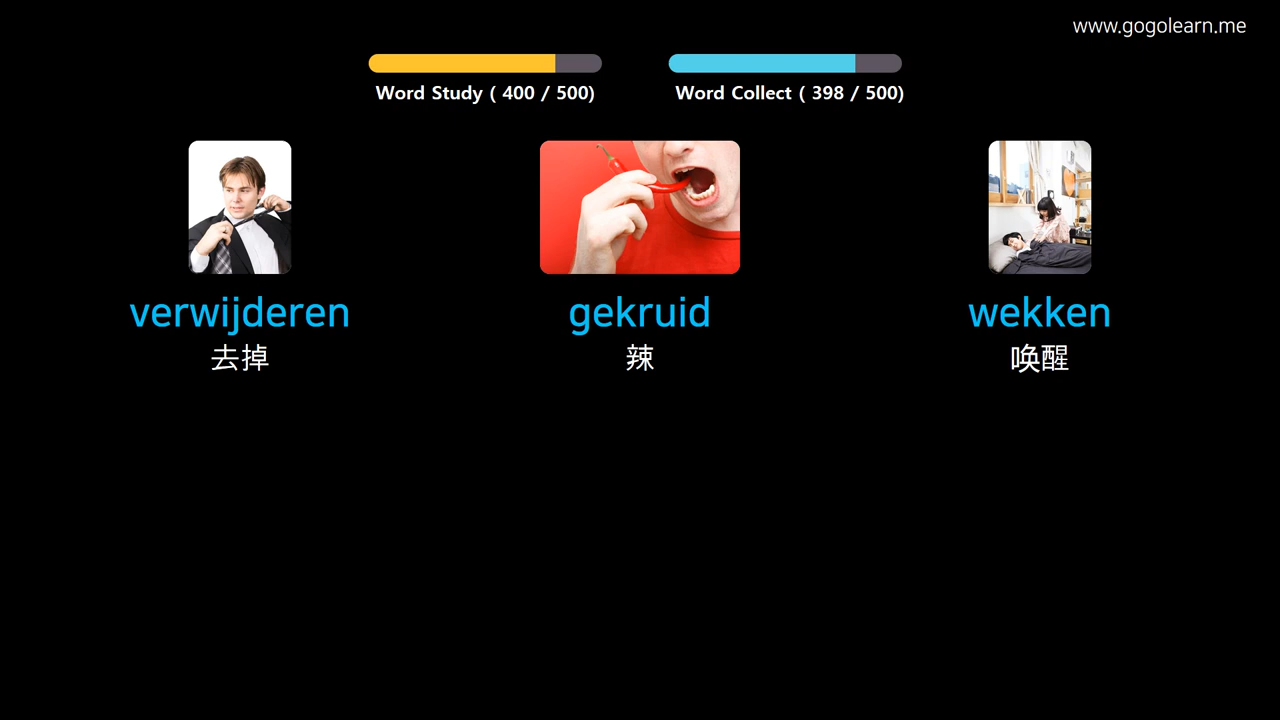 www.gogolearn.me
Word Study ( 400 / 500)
Word Collect ( 398 / 500)
verwijderen
去掉
gekruid
辣
wekken
唤醒